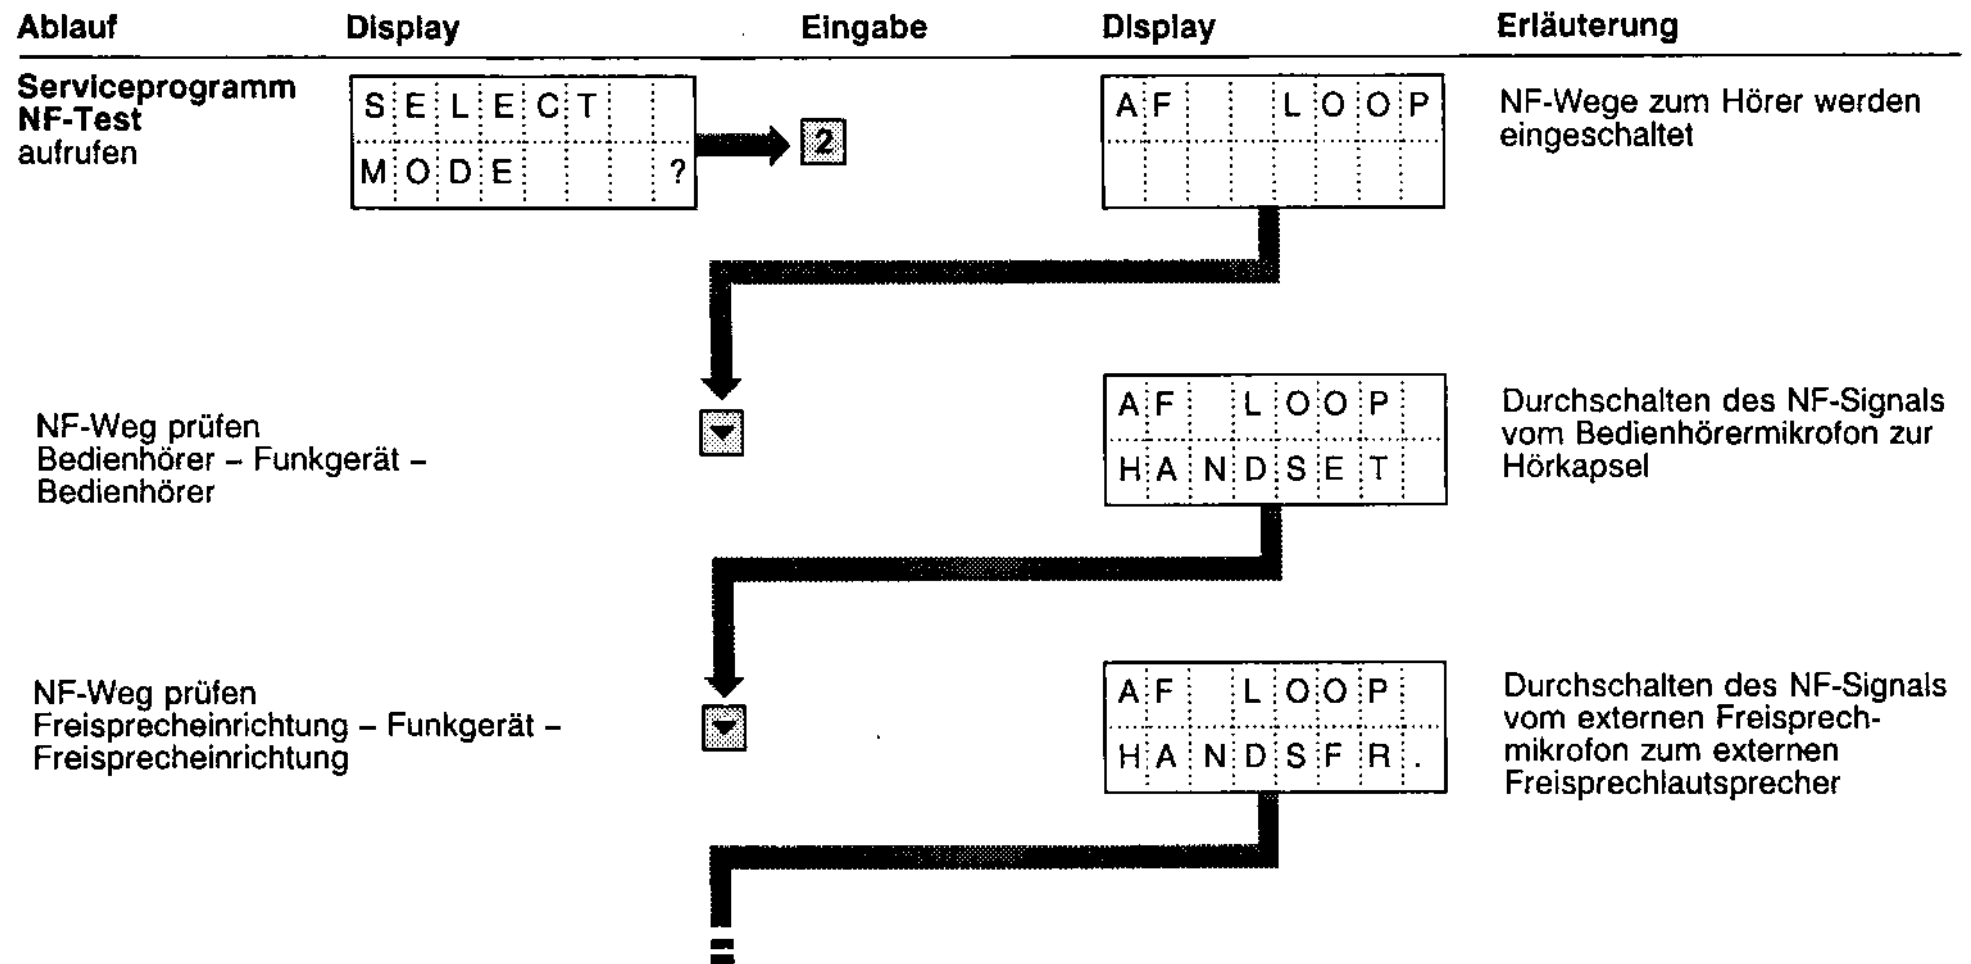 Ablauf Display Eingabe Display Erläuterung
Serviceprogramm
NF-Test
aufrufen
SELECT
MODE ?
2
AF LOOP
NF-Wege zum Hörer werden
eingeschaltet
NF-Weg prüfen
Bedienhörer – Funkgerät –
Bedienhörer
AF LOOP
HANDSET
Durchschalten des NF-Signals
vom Bedienhörermikrofon zur
Hörkapsel
NF-Weg prüfen
Freisprecheinrichtung – Funkgerät –
Freisprecheinrichtung
AF LOOP
HANDSFR.
Durchschalten des NF-Signals
vom externen Freisprech-
mikrofon zum externen
Freisprechlautsprecher